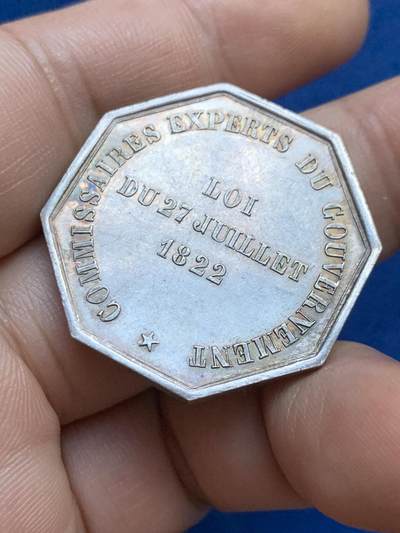 COMMISSAIRES EXPERTS DU GOUVERNEMENT
LOI
DU 27 JUILLET
1822